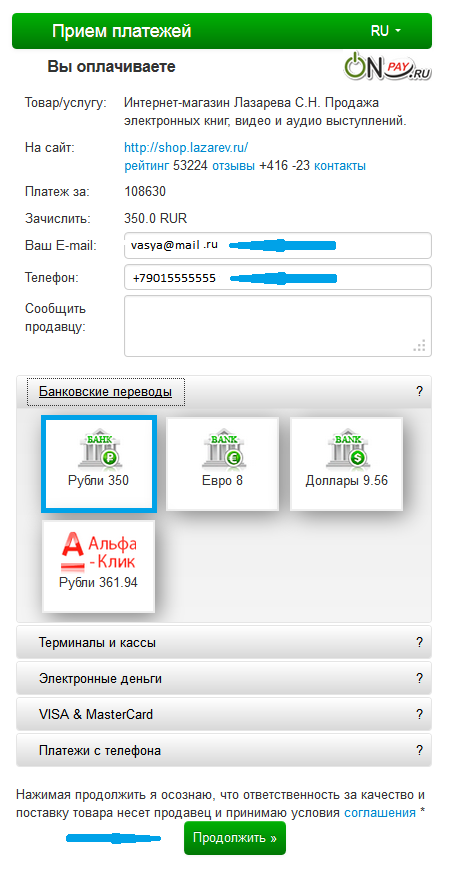 Прием платежей RU
Вы оплачиваете ON PAY.RU
Товар/услугу: Интернет-магазин Лазарева С.Н. Продажа
электронных книг, видео и аудио выступлений.
На сайт: http://shop.lazarev.ru/
рейтинг 53224 отзывы +416 -23 контакты
Платеж за: 108630
Зачислить: 350.0 RUR
Ваш E-mail: vasya@mail .ru
Телефон: +79015555555
Сообщить
продавцу:
Банковские переводы ?
БАНК BANK BANK
Рубли 350 Евро 8 Доллары 9.56
Альфа
-Клик
Рубли 361.94
Терминалы и кассы ?
Электронные деньги ?
VISA & MasterCard ?
Платежи с телефона ?
Нажимая продолжить я осознаю, что ответственность за качество и
поставку товара несет продавец и принимаю условия соглашения *
Продолжить »